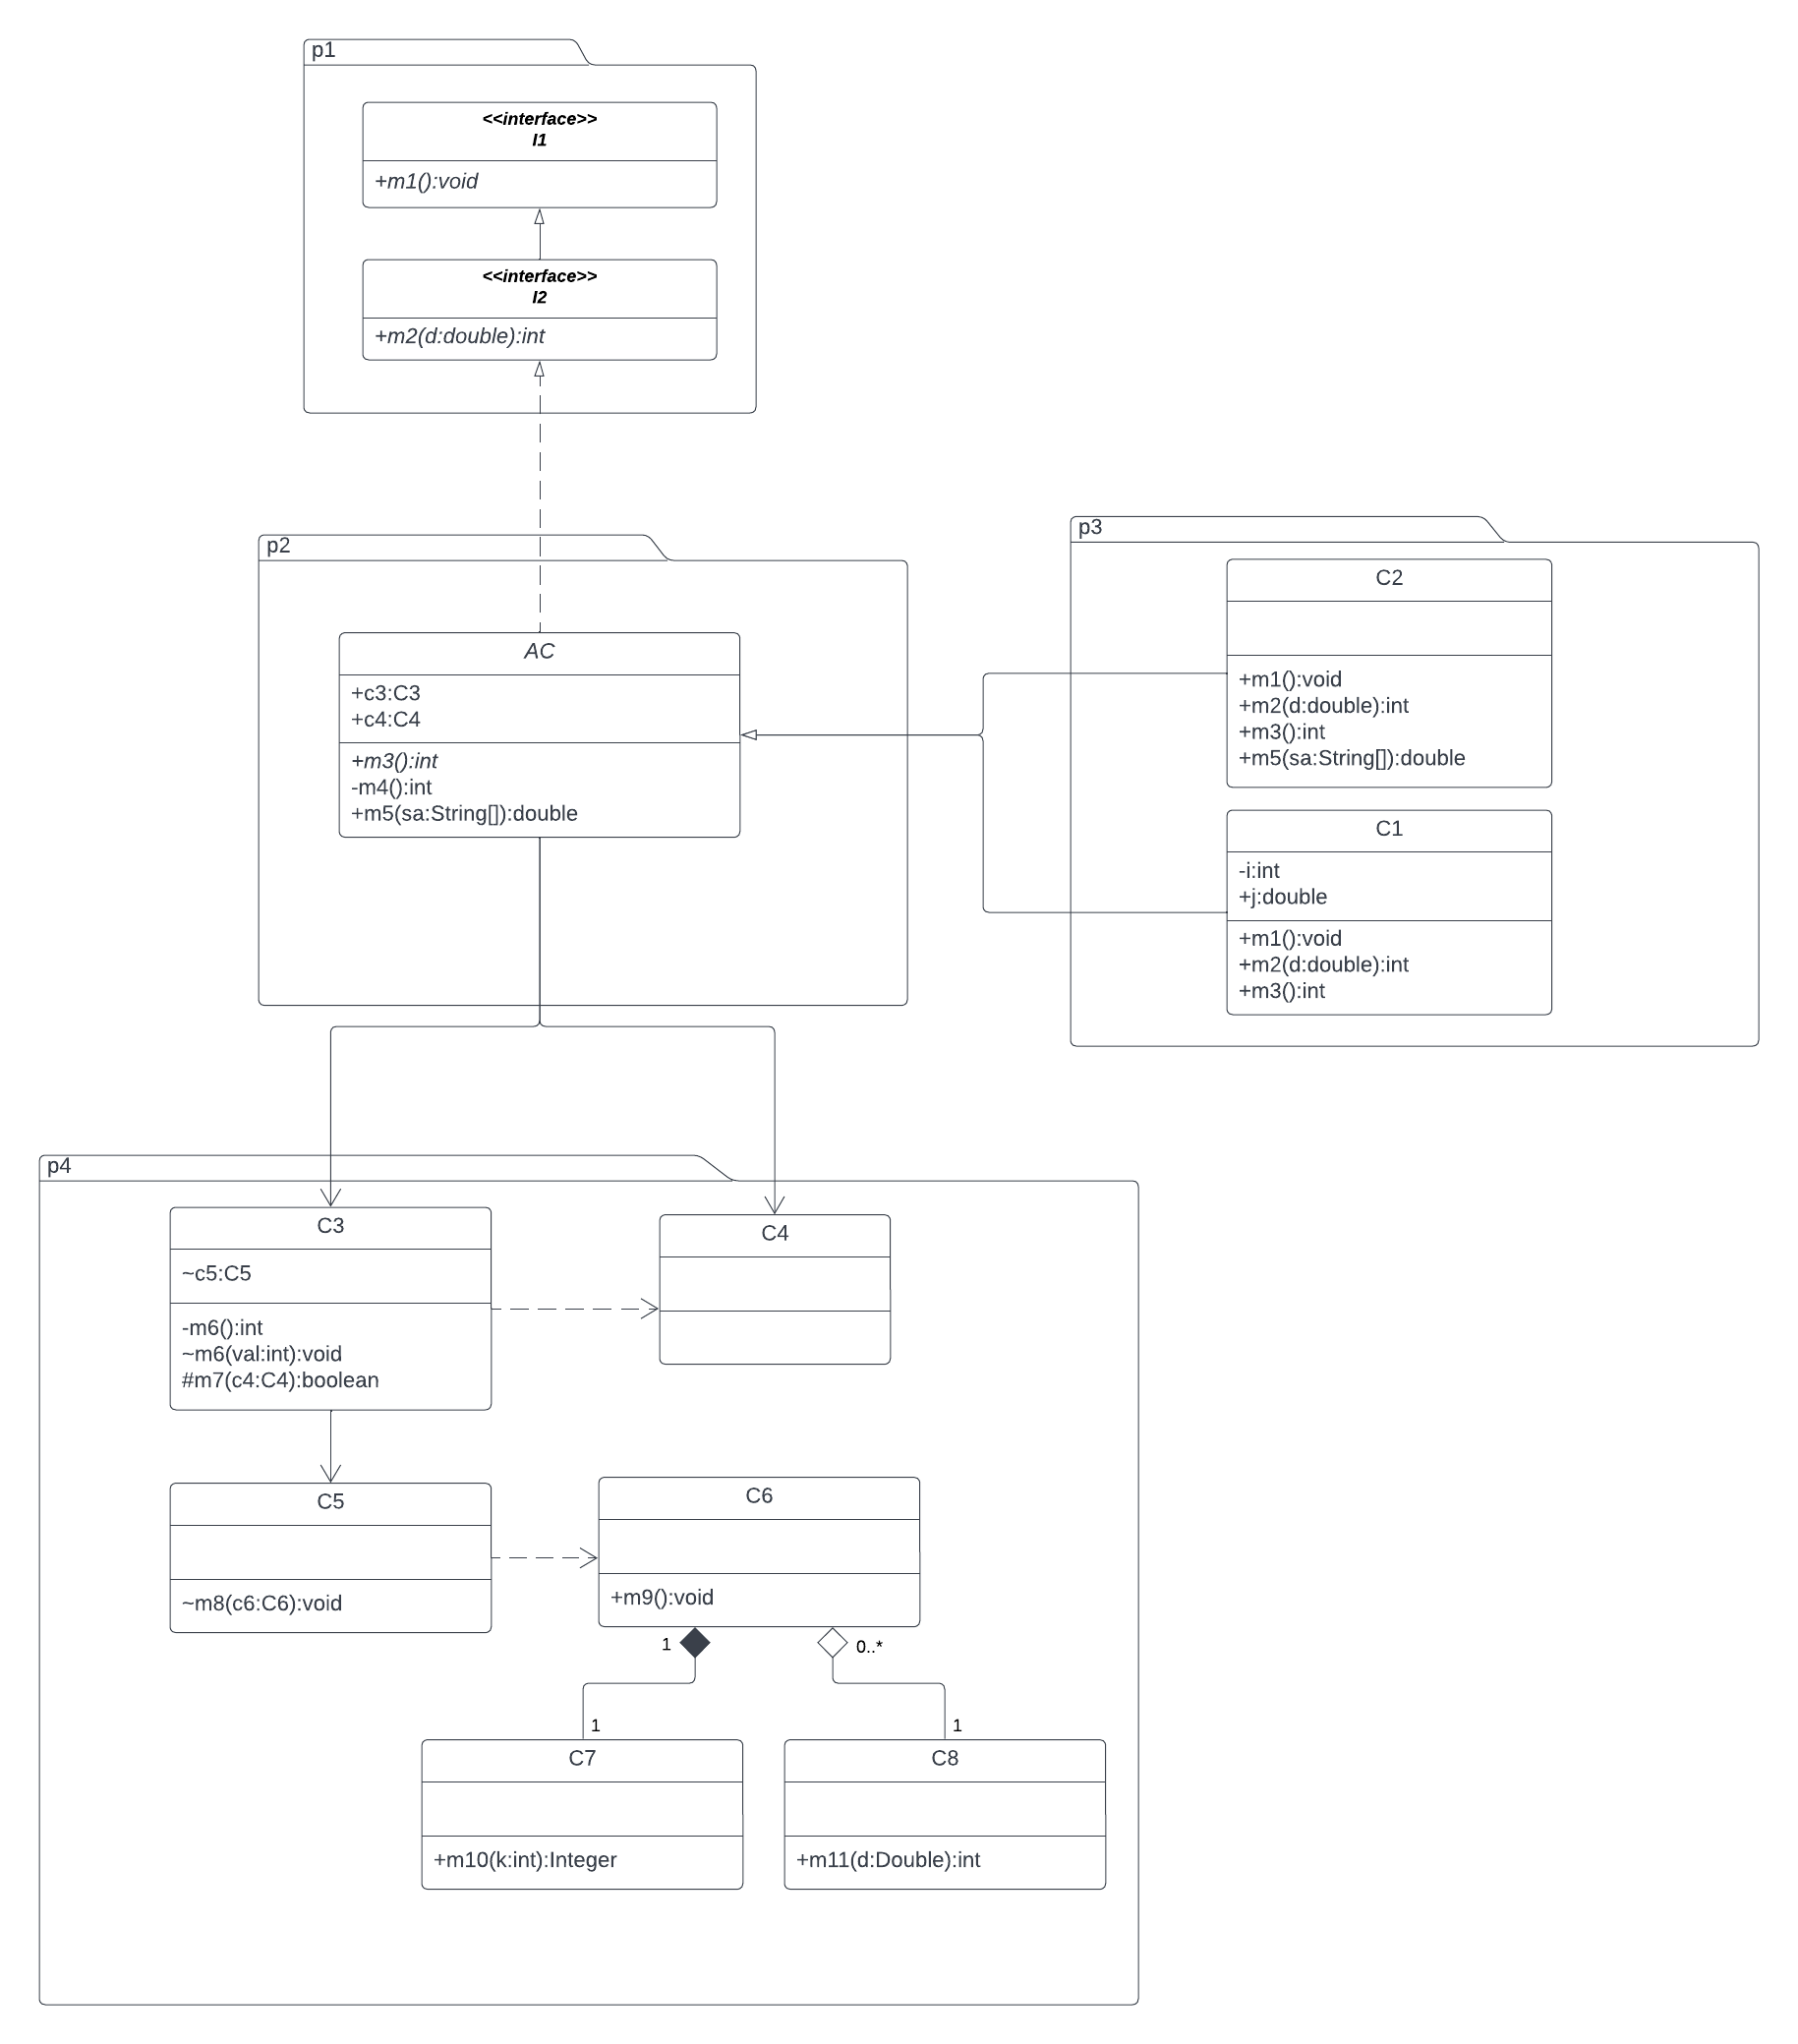 p1
<<interface>>
I1
+m1():void
<<interface>>
I2
+m2(d:double):int
p2
AC
+c3:C3
+c4:C4
+m3():int
-m4():int
+m5(sa:String[]):double
p3
C2
+m1():void
+m2(d:double):int
+m3():int
+m5(sa:String[]):double
C1
-i:int
+j:double
+m1():void
+m2(d:double):int
+m3():int
p4
C3
~c5:C5
-m6():int
~m6(val:int):void
#m7(c4:C4):boolean
C4
C5
~m8(c6:C6):void
C6
+m9():void
1
0..*
1
1
C7
+m10(k:int):Integer
C8
+m11(d:Double):int